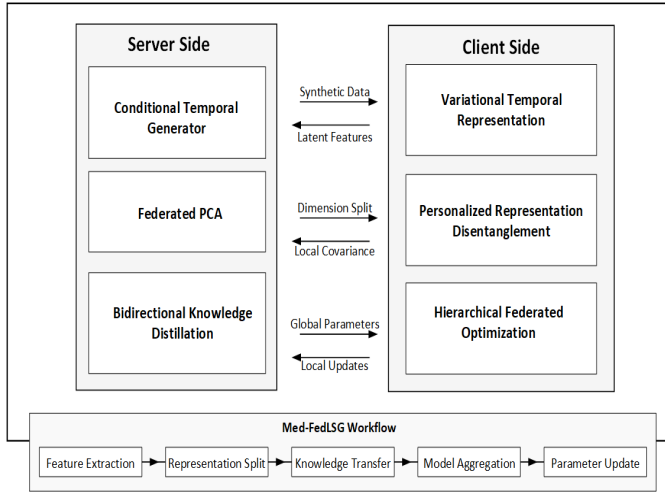 Server Side
Conditional Temporal
Generator
Federated PCA
Bidirectional Knowledge
Distillation
Synthetic Data
Latent Features
Dimension Split
Local Covariance
Global Parameters
Local Updates
Client Side
Variational Temporal
Representation
Personalized Representation
Disentanglement
Hierarchical Federated
Optimization
Med-FedLSG Workflow
Feature Extraction
Representation Split
Knowledge Transfer
Model Aggregation
Parameter Update